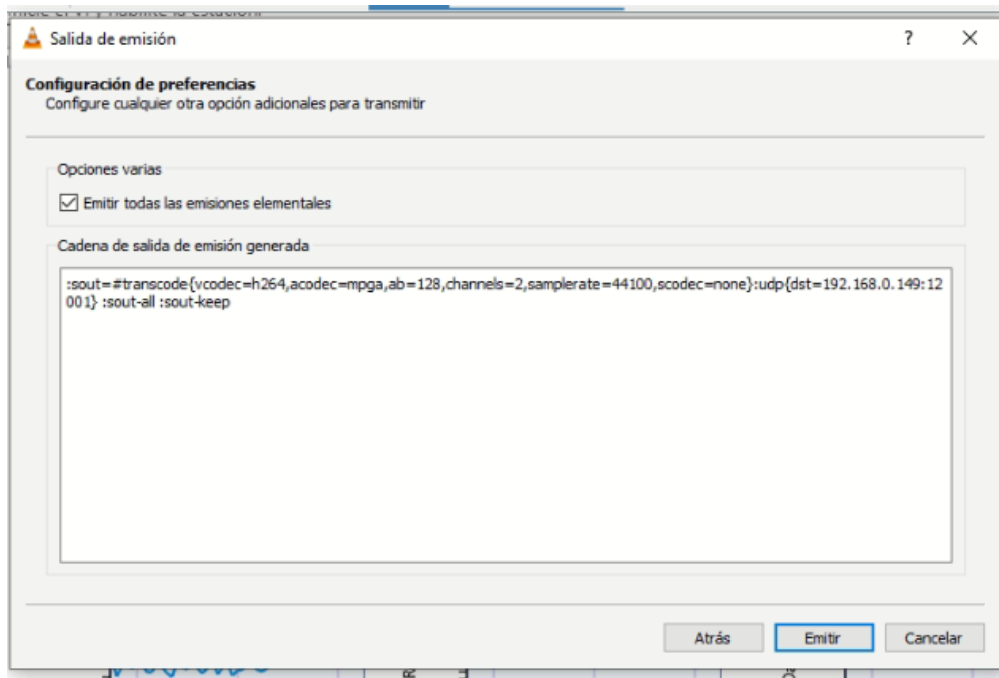 Salida de emisión
?
Configuración de preferencias
Configure cualquier otra opción adicionales para transmitir
Opciones varias
Emitir todas las emisiones elementales
Cadena de salida de emisión generada
:sout=#transcode{vcodec=h264,acodec=mpga,ab=128,channels=2,samplerate=44100,scodec=none}:udp{dst=192.168.0.149:12
001} :sout-all :sout-keep
Atrás Emitir Cancelar